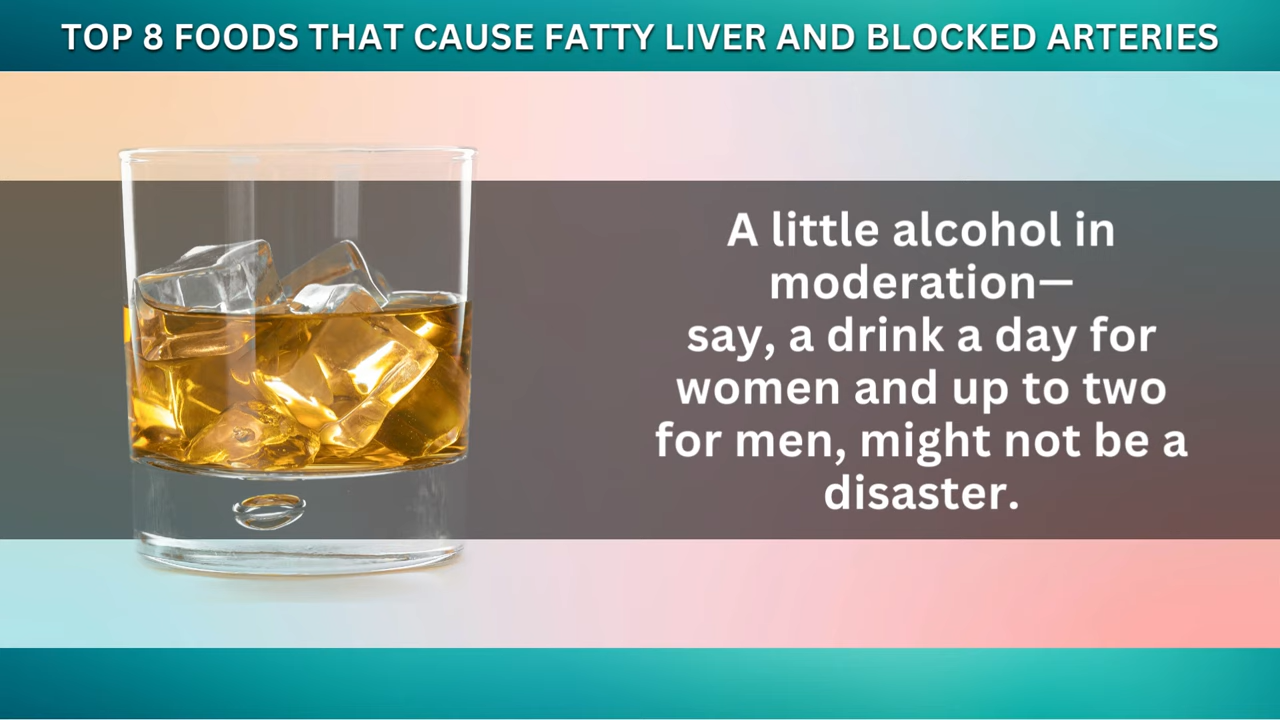 TOP 8 FOODS THAT CAUSE FATTY LIVER AND BLOCKED ARTERIES
A little alcohol in
moderation—
say, a drink a day for
women and up to two
for men, might not be a
disaster.